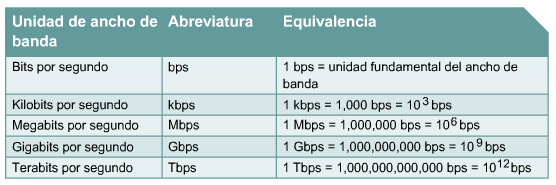 Unidad de ancho de banda Abreviatura Equivalencia
Bits por segundo bps 1 bps = unidad fundamental del ancho de banda
Kilobits por segundo kbps 1 kbps = 1,000 bps = 10³ bps
Megabits por segundo Mbps 1 Mbps = 1,000,000 bps = 10⁶ bps
Gigabits por segundo Gbps 1 Gbps = 1,000,000,000 bps = 10⁹ bps
Terabits por segundo Tbps 1 Tbps = 1,000,000,000,000 bps = 10¹² bps